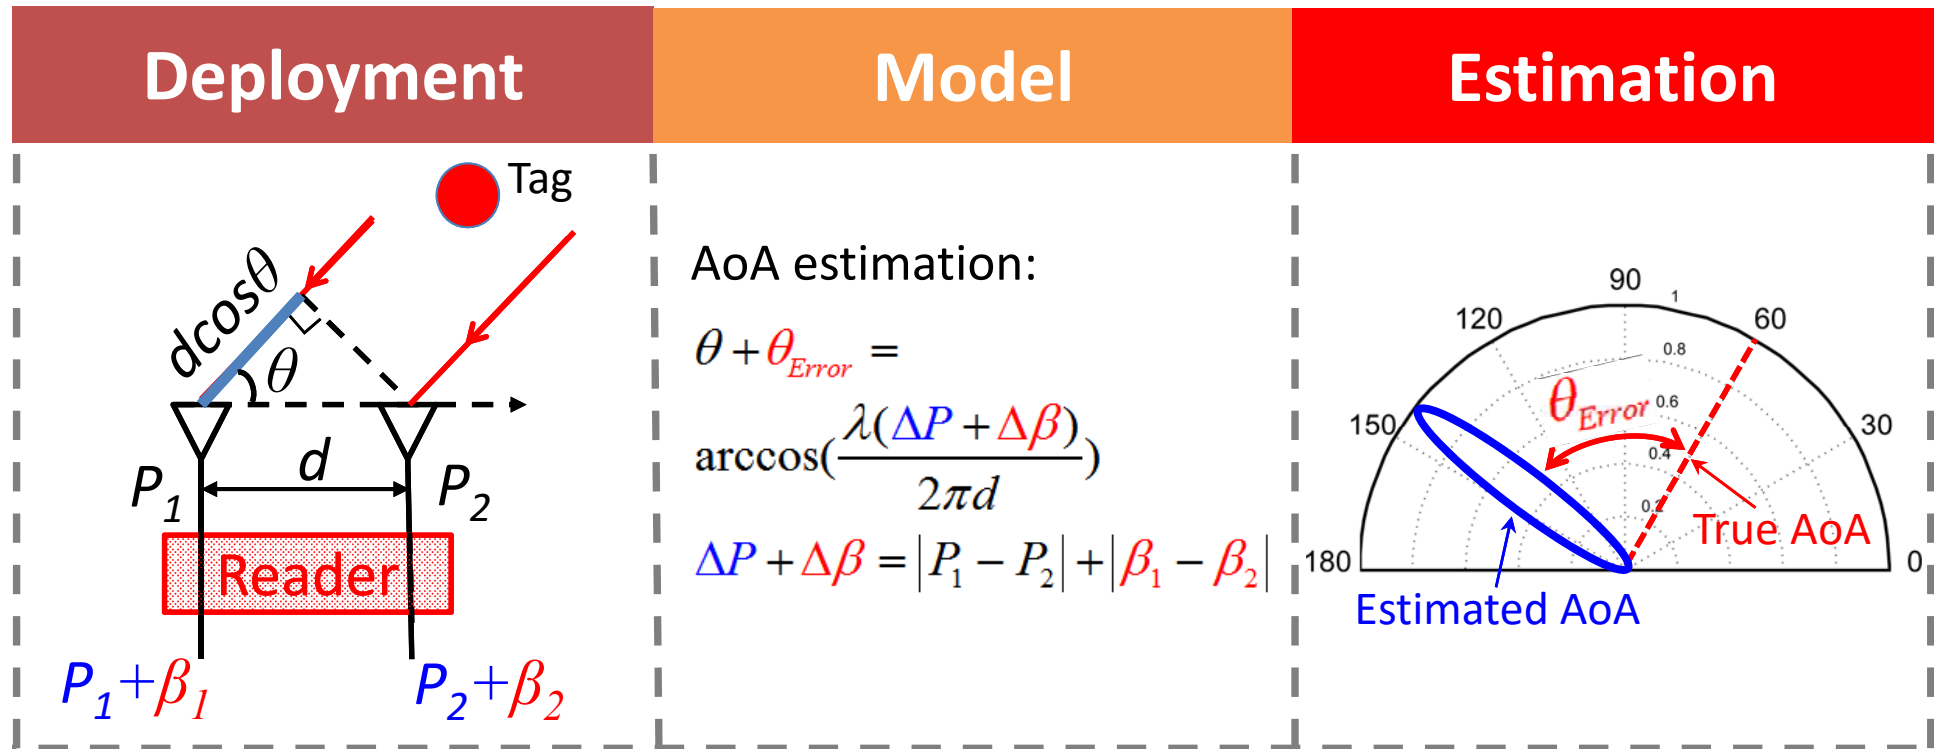 Deployment
Model
Estimation
Tag
dcosθ
θ
d
P1
P2
Reader
P1+β1
P2+β2
AoA estimation:
θ + θError =
arccos(λ(ΔP + Δβ) / 2πd)
ΔP + Δβ = |P1 − P2| + |β1 − β2|
90
1
120
60
0.8
θError
0.6
150
30
0.4
0.2
True AoA
180
0
Estimated AoA